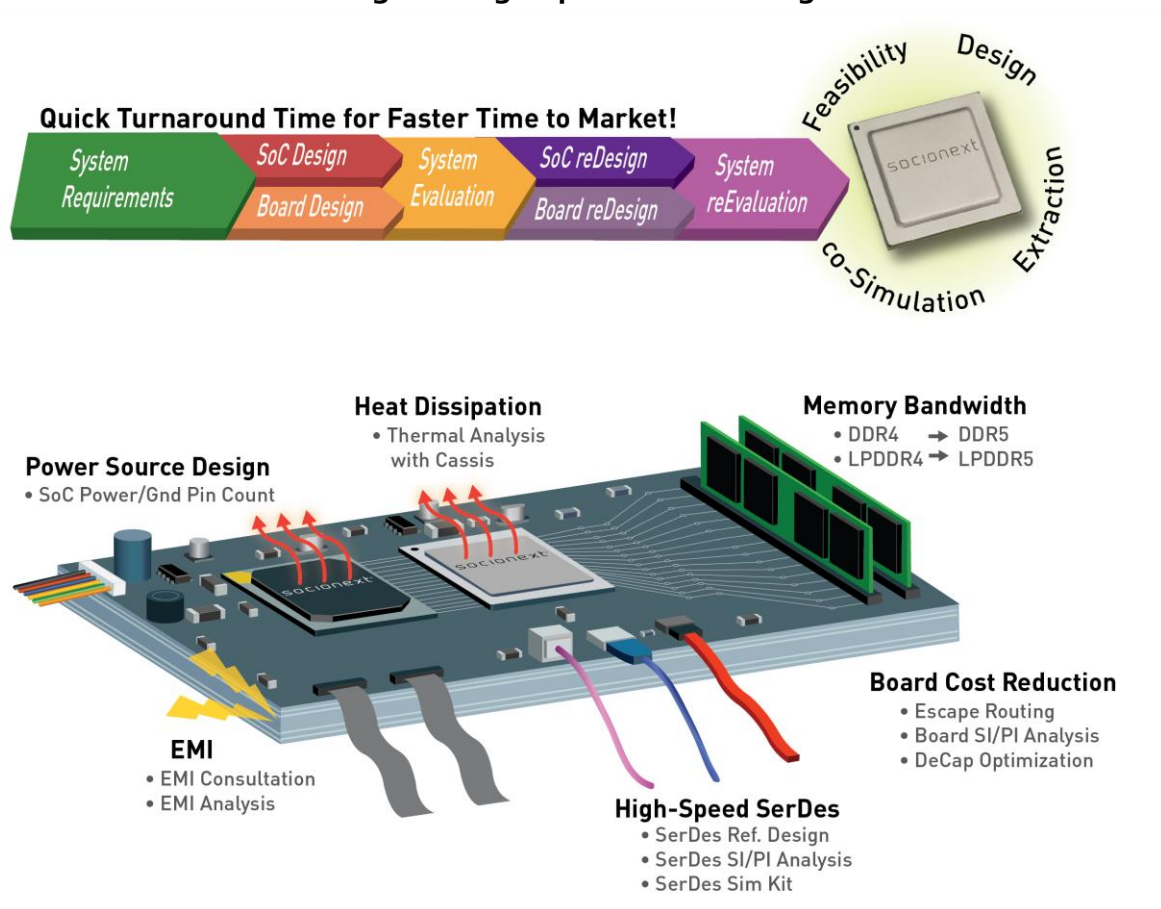 Quick Turnaround Time for Faster Time to Market!
System
Requirements
SoC Design
Board Design
System
Evaluation
SoC reDesign
Board reDesign
System
reEvaluation
Feasibility
Design
Extraction
co-Simulation
socionext
Heat Dissipation
• Thermal Analysis
with Cassis
Memory Bandwidth
• DDR4 → DDR5
• LPDDR4 → LPDDR5
Power Source Design
• SoC Power/Gnd Pin Count
socionext
socionext
Board Cost Reduction
• Escape Routing
• Board SI/PI Analysis
• DeCap Optimization
EMI
• EMI Consultation
• EMI Analysis
High-Speed SerDes
• SerDes Ref. Design
• SerDes SI/PI Analysis
• SerDes Sim Kit